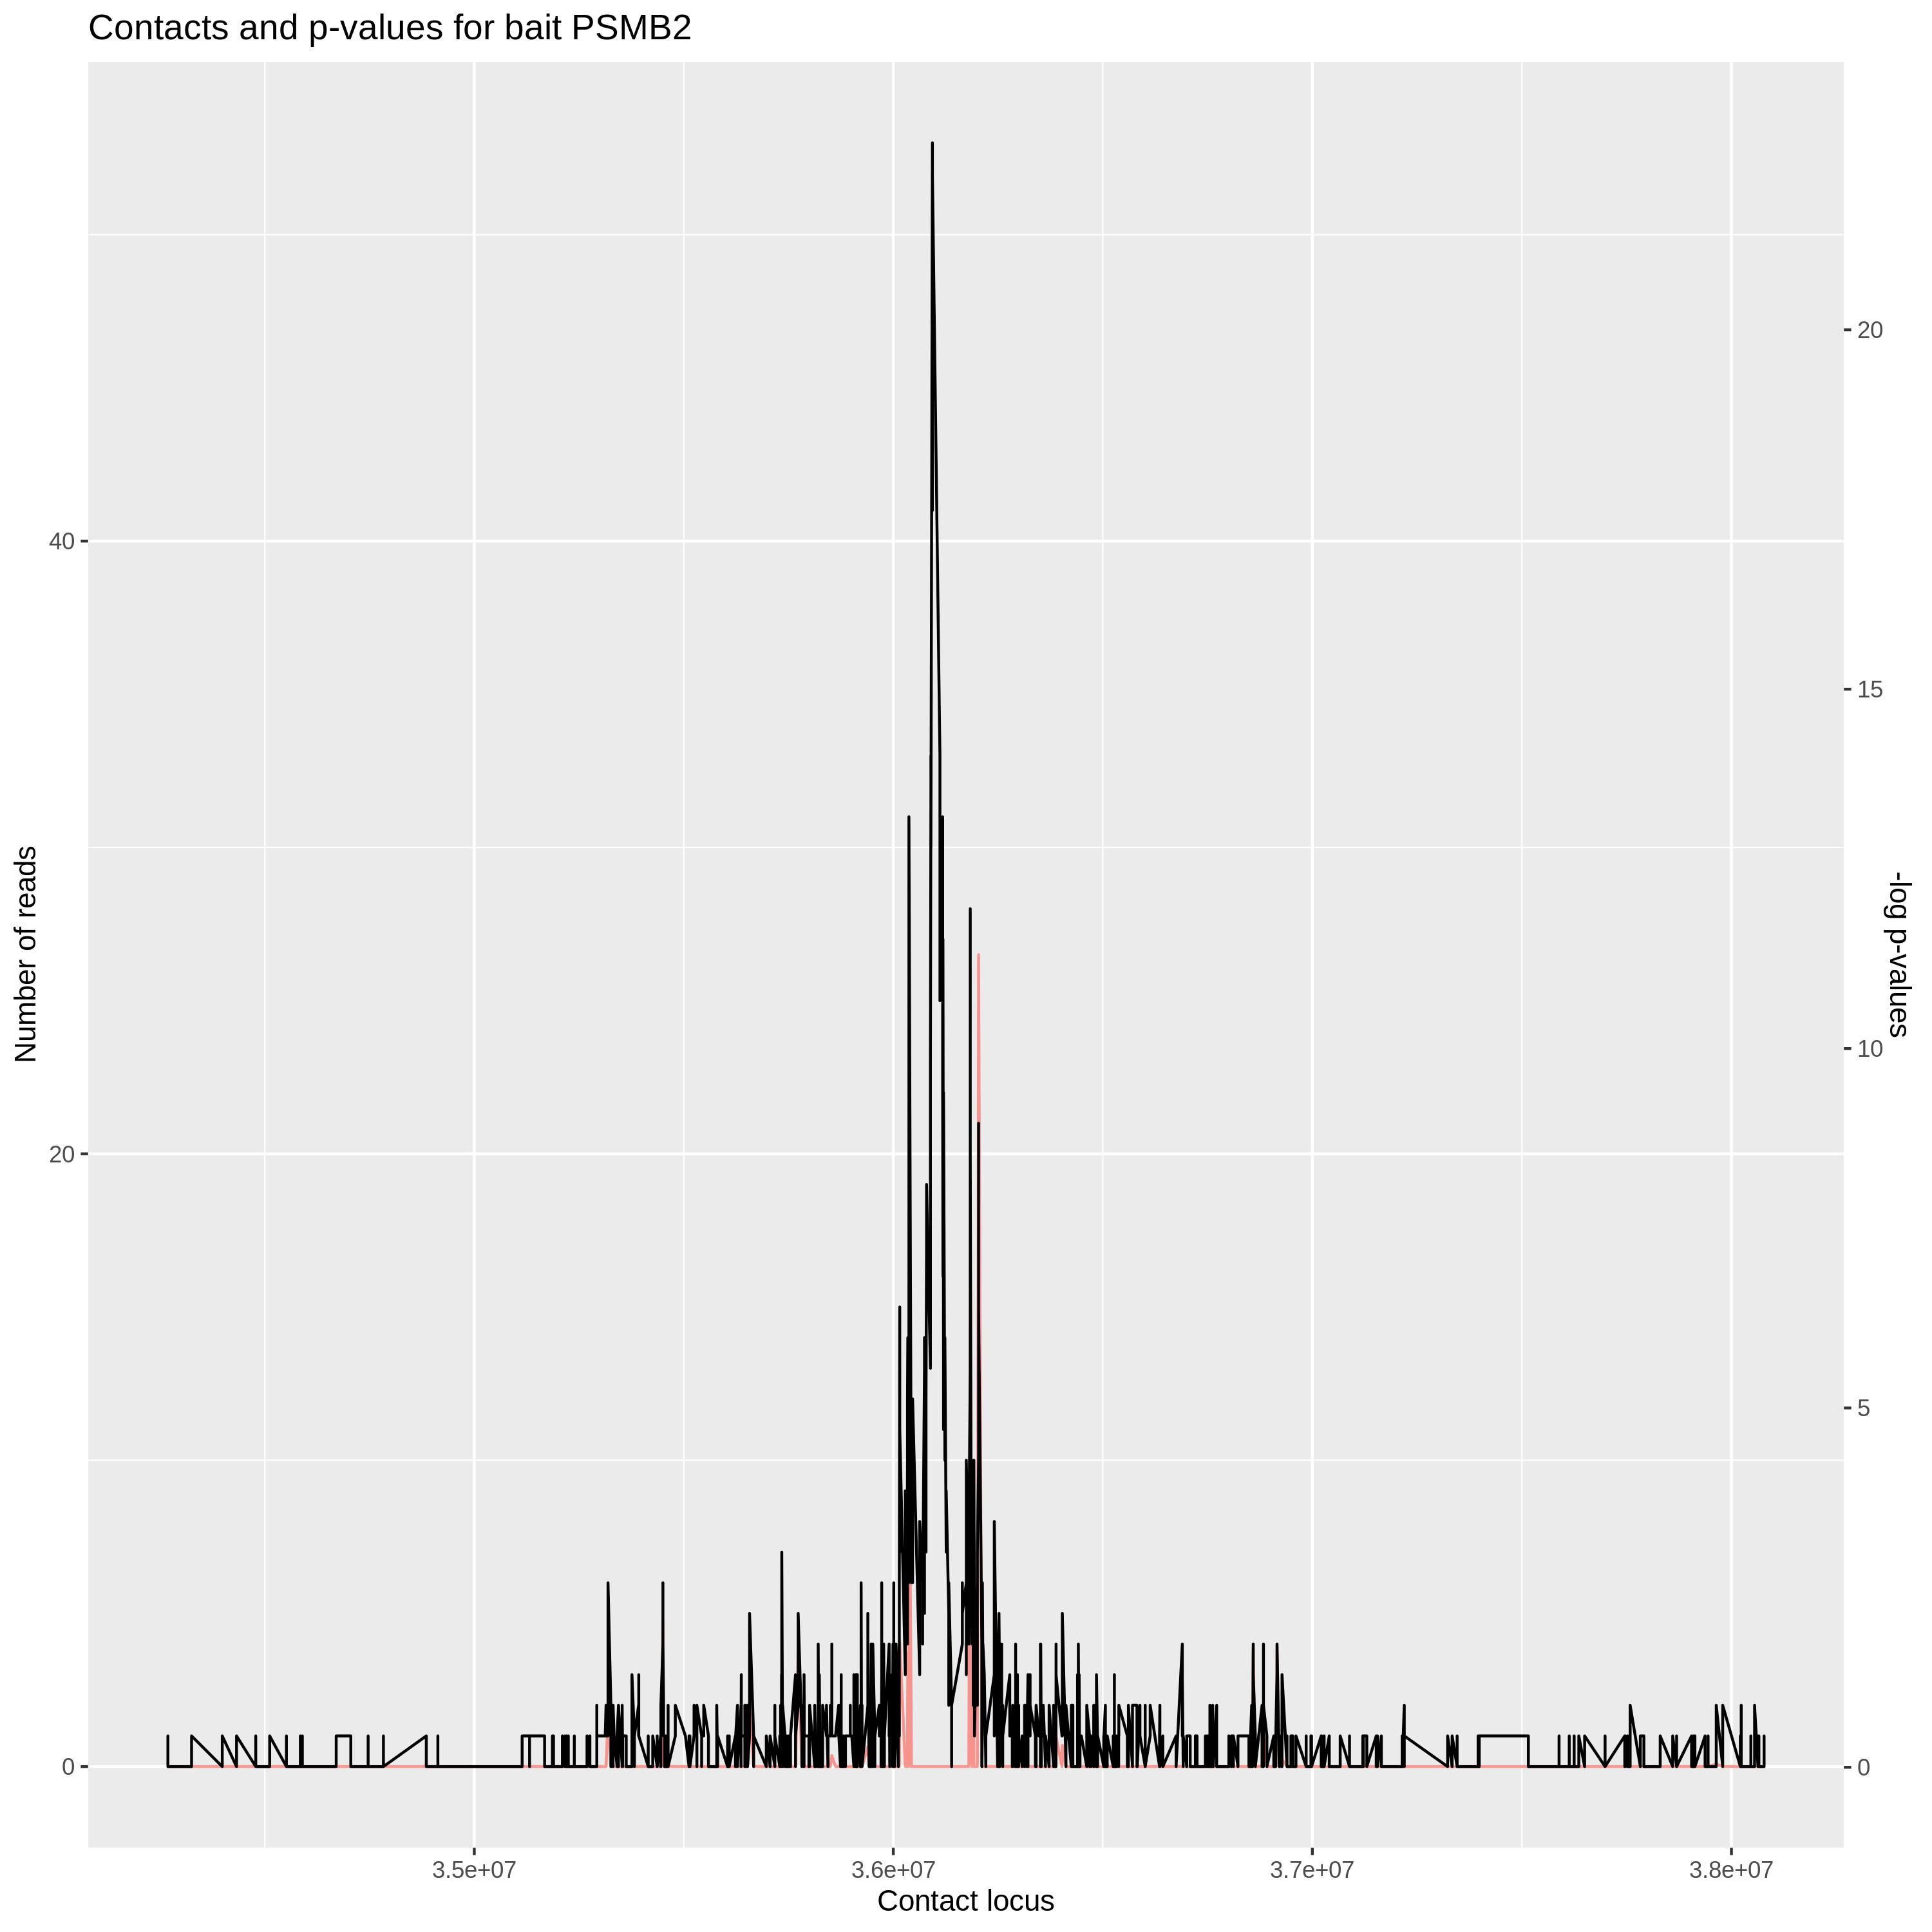 Contacts and p-values for bait PSMB2
Number of reads
40
20
0
20
15
10
5
0
-log p-values
3.5e+07
3.6e+07
3.7e+07
3.8e+07
Contact locus